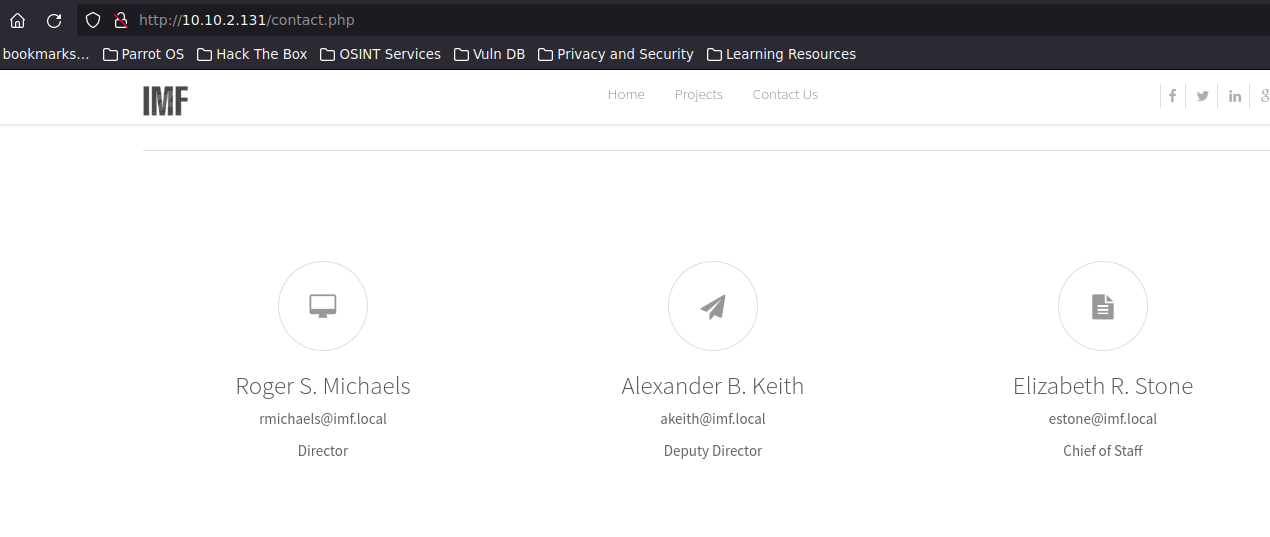 http://10.10.2.131/contact.php
bookmarks... Parrot OS Hack The Box OSINT Services Vuln DB Privacy and Security Learning Resources
IMF Home Projects Contact Us
Roger S. Michaels Alexander B. Keith Elizabeth R. Stone
rmichaels@imf.local akeith@imf.local estone@imf.local
Director Deputy Director Chief of Staff